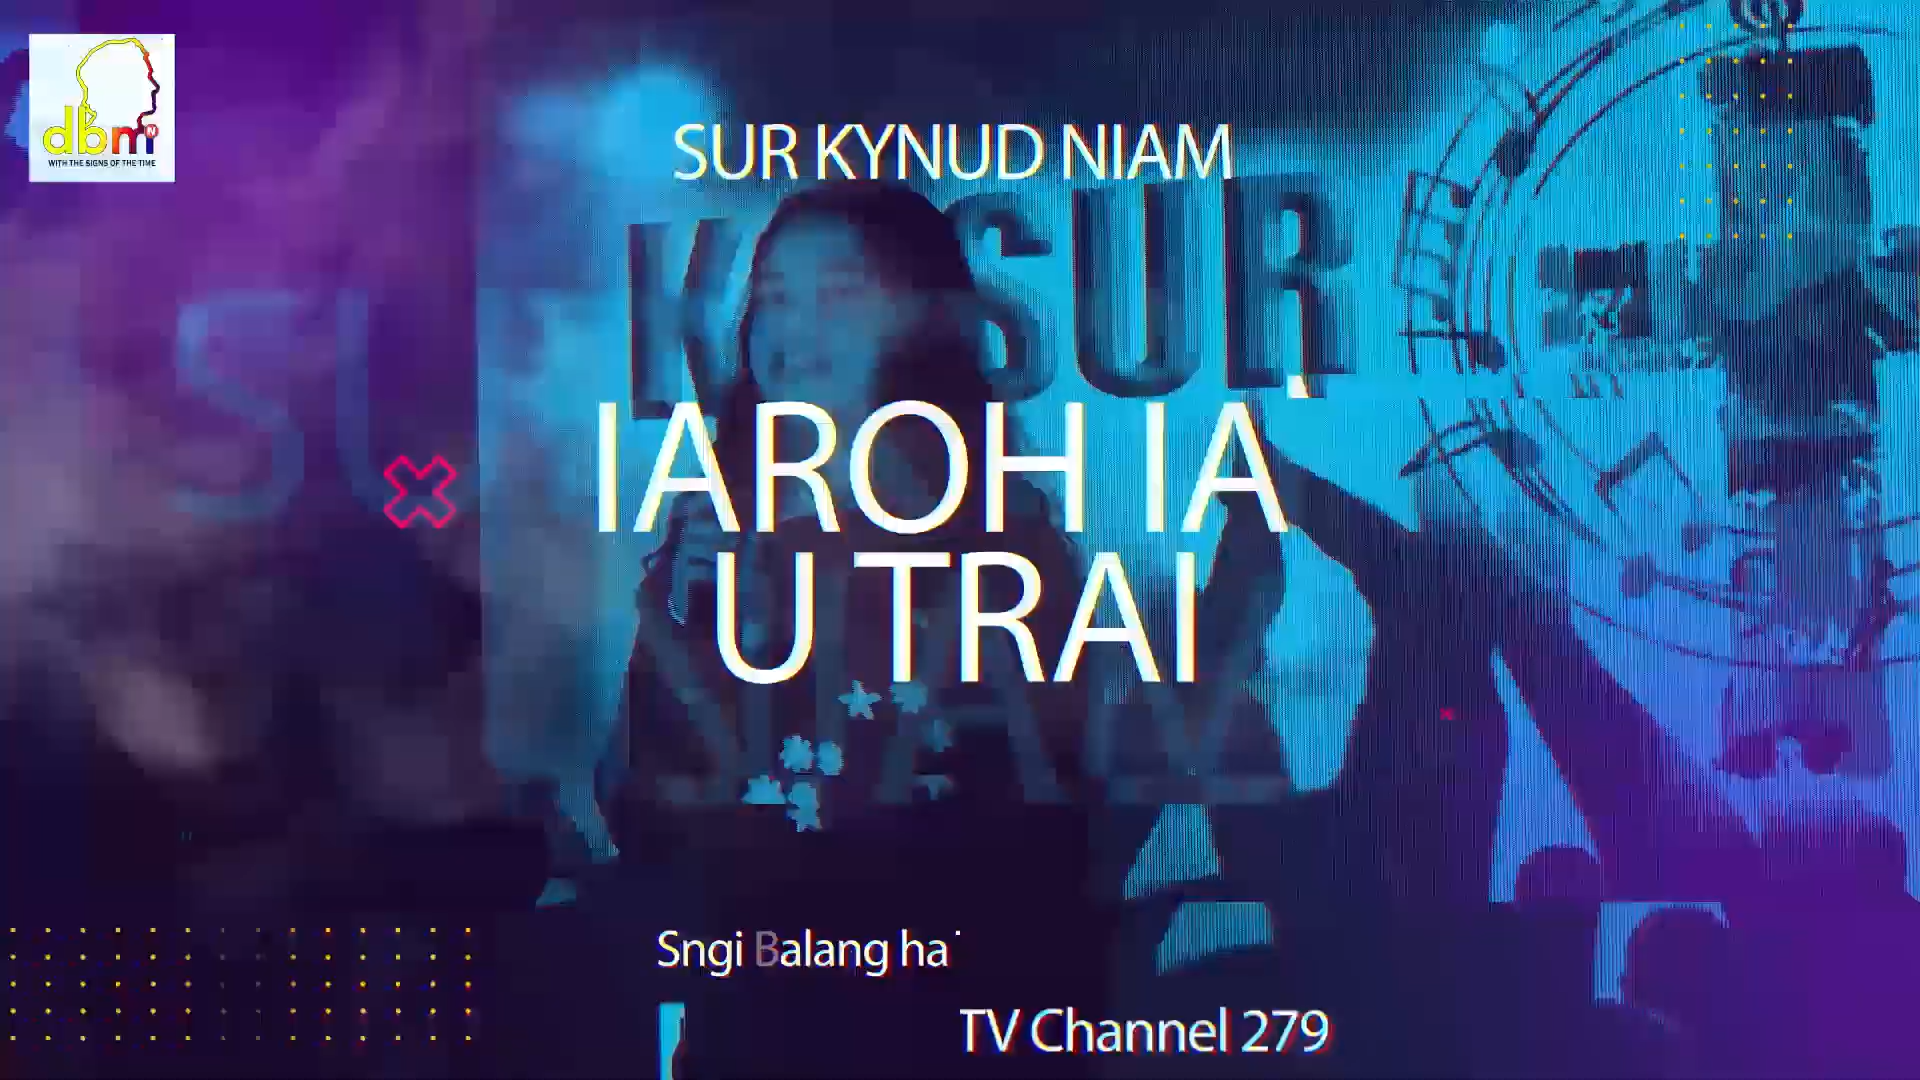 dbm N
WITH THE SIGNS OF THE TIME
SUR KYNUD NIAM
SUR
IAROH IA
U TRAI
Sngi Balang ha
TV Channel 279